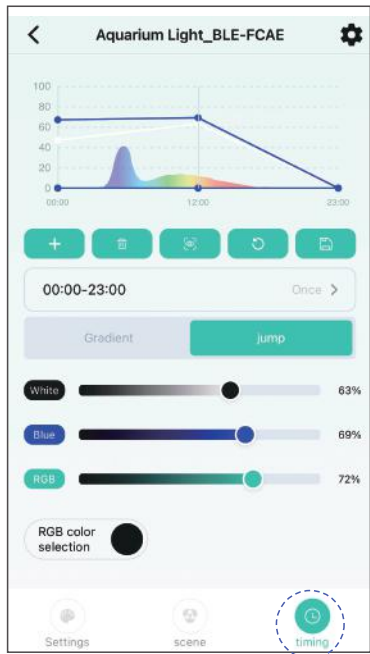 Aquarium Light_BLE-FCAE
100
80
60
40
20
0
00:00 12:00 23:00
00:00-23:00 Once >
Gradient jump
White 63%
Blue 69%
RGB 72%
RGB color
selection
Settings scene timing